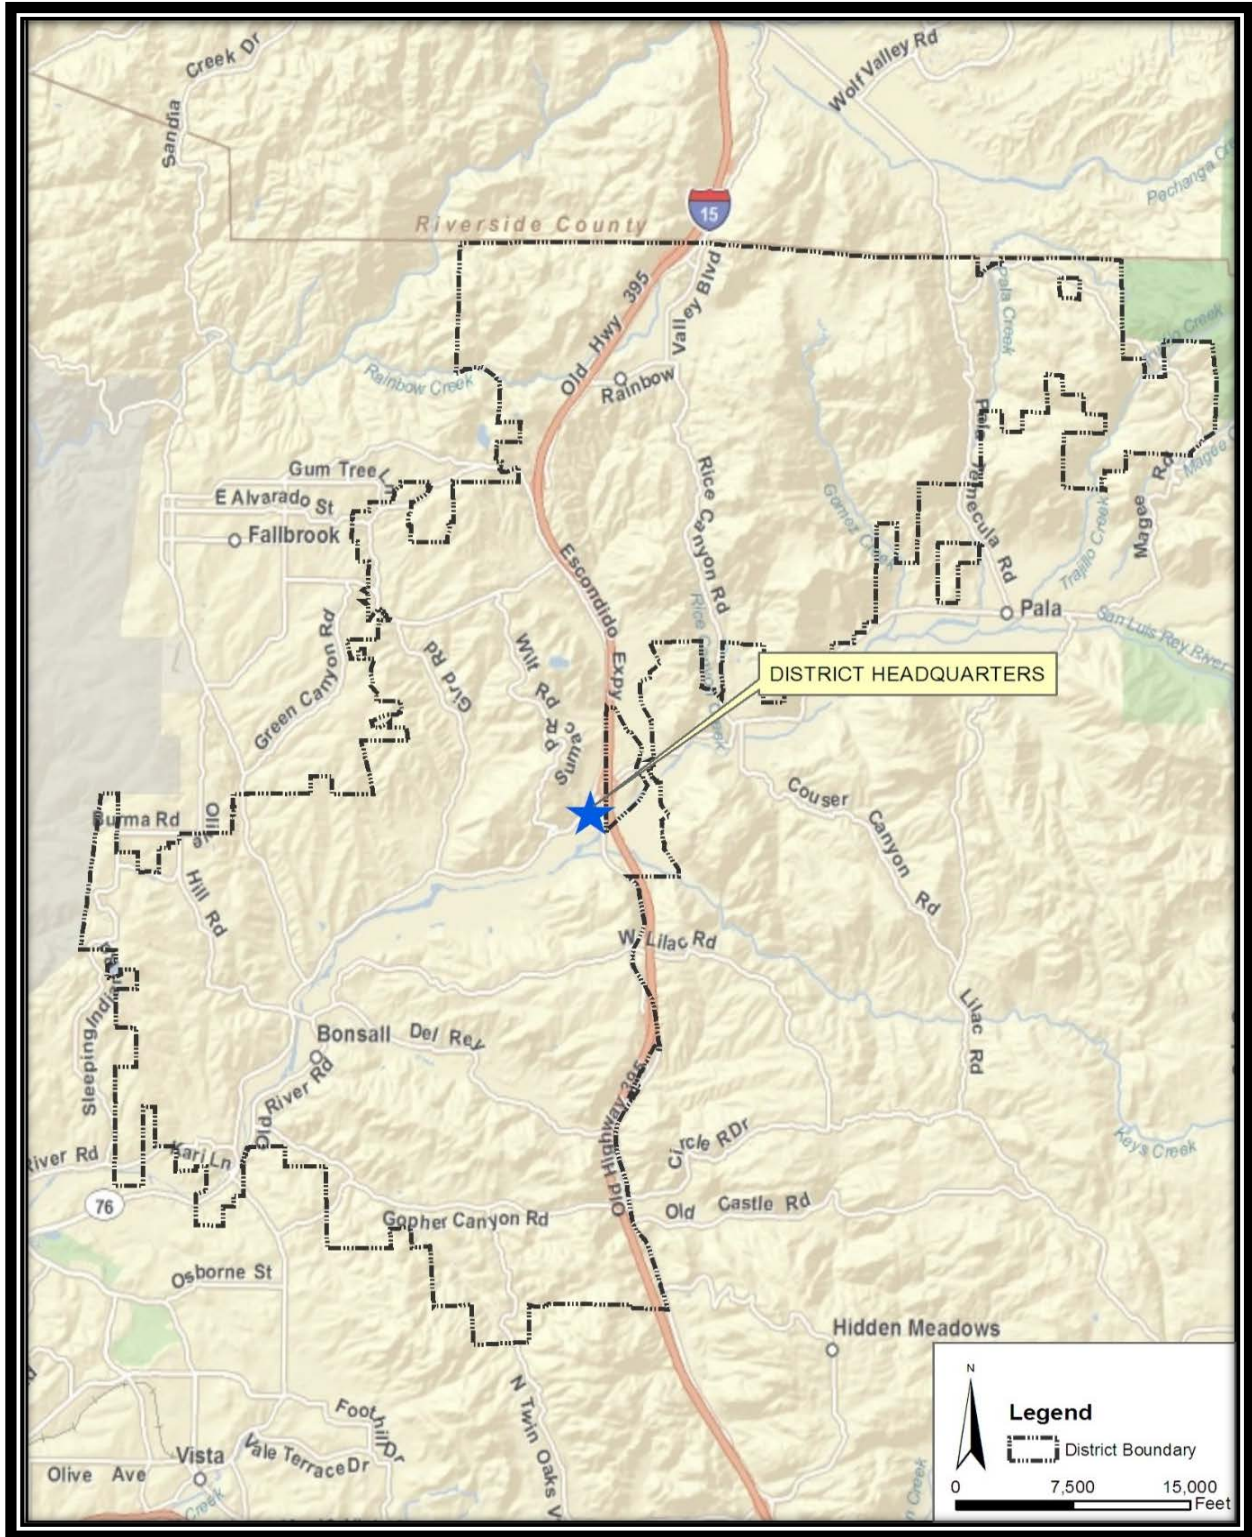 Creek Dr
Sandia
Wolf Valley Rd
Pechanga
Riverside County
15
Old Hwy 395
Valley Blvd
Pala Creek
Rainbow Creek
Rainbow
Gum Tree Ln
E Alvarado St
Fallbrook
Rice Canyon Rd
Gomez Creek
Pala Temecula Rd
Trujillo Creek
Magee Rd
Escondido Expy
Pala
San Luis Rey River
Green Canyon Rd
Gird Rd
Wilt Rd
Sumac Rd
DISTRICT HEADQUARTERS
Couser Canyon Rd
Burma Rd
Olive
Hill Rd
W Lilac Rd
Lilac Rd
Sleeping Indian
Bonsall
Del Rey
Old River Rd
Old Highway 395
Circle R Dr
Keys Creek
River Rd
Kari Ln
76
Gopher Canyon Rd
Old Castle Rd
Osborne St
Hidden Meadows
N Twin Oaks V
Foothill Dr
Vista
Vale Terrace Dr
Olive Ave
Creek
N
Legend
District Boundary
0 7,500 15,000
Feet